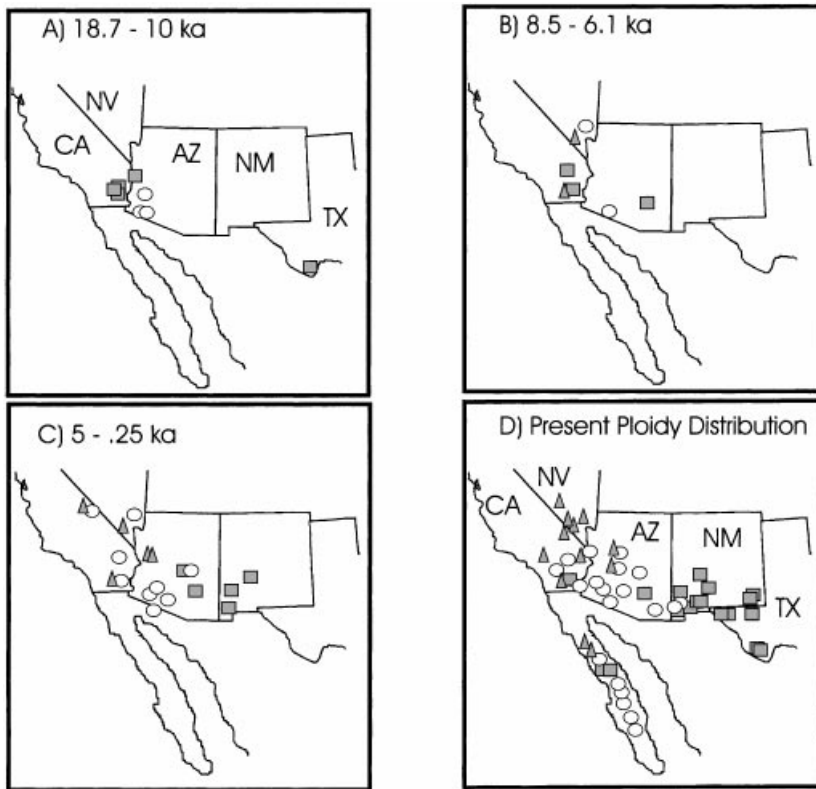 A) 18.7 - 10 ka
NV
CA
AZ
NM
TX
B) 8.5 - 6.1 ka
C) 5 - .25 ka
D) Present Ploidy Distribution
NV
CA
AZ
NM
TX